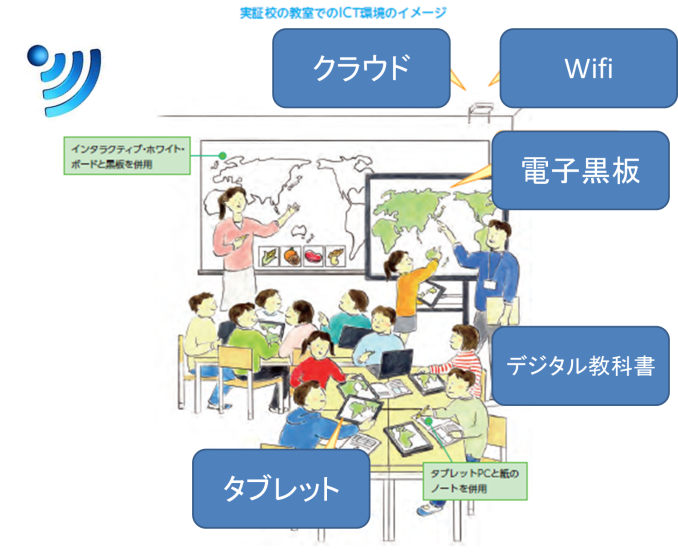 実証校の教室でのICT環境のイメージ
クラウド
Wifi
インタラクティブ・ホワイト・
ボードと黒板を併用
電子黒板
デジタル教科書
タブレット
タブレットPCと紙の
ノートを併用